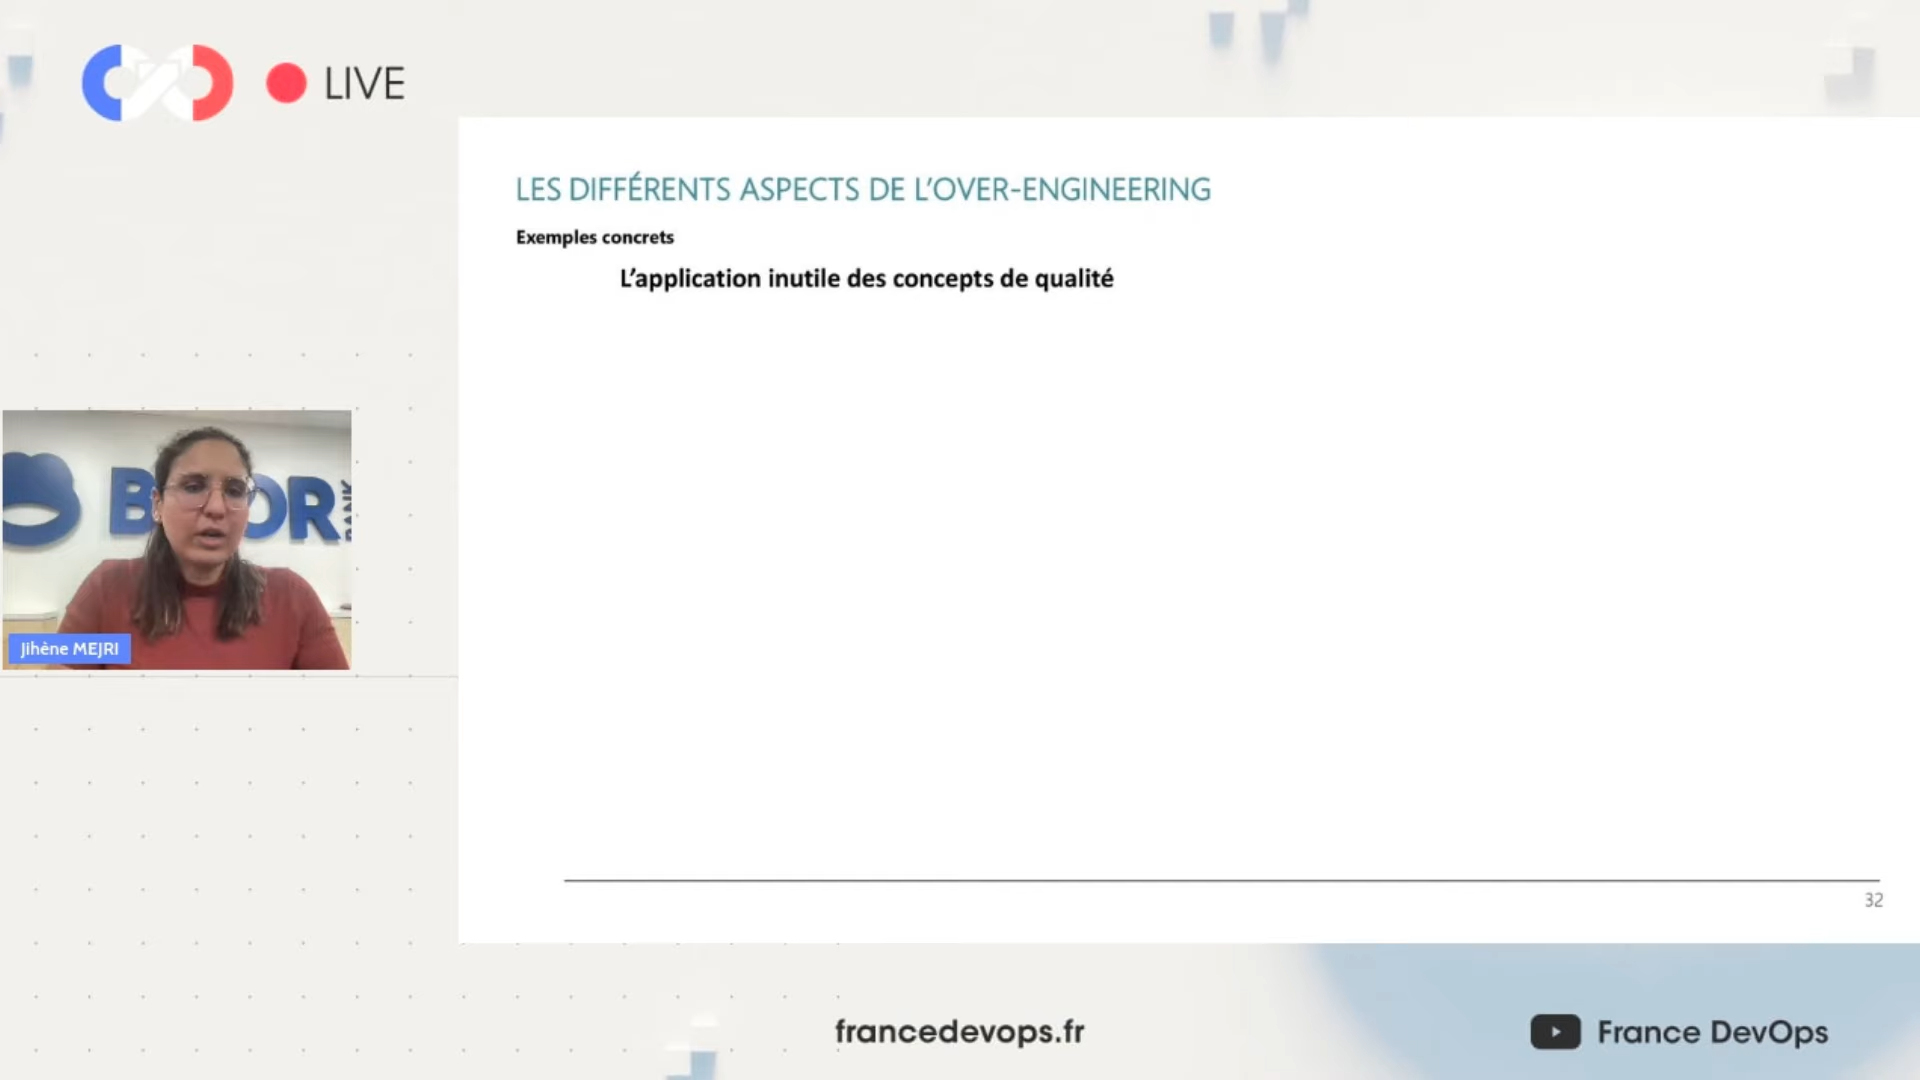 LIVE
LES DIFFÉRENTS ASPECTS DE L’OVER-ENGINEERING
Exemples concrets
L’application inutile des concepts de qualité
Jihène MEJRI
32
francedevops.fr
France DevOps